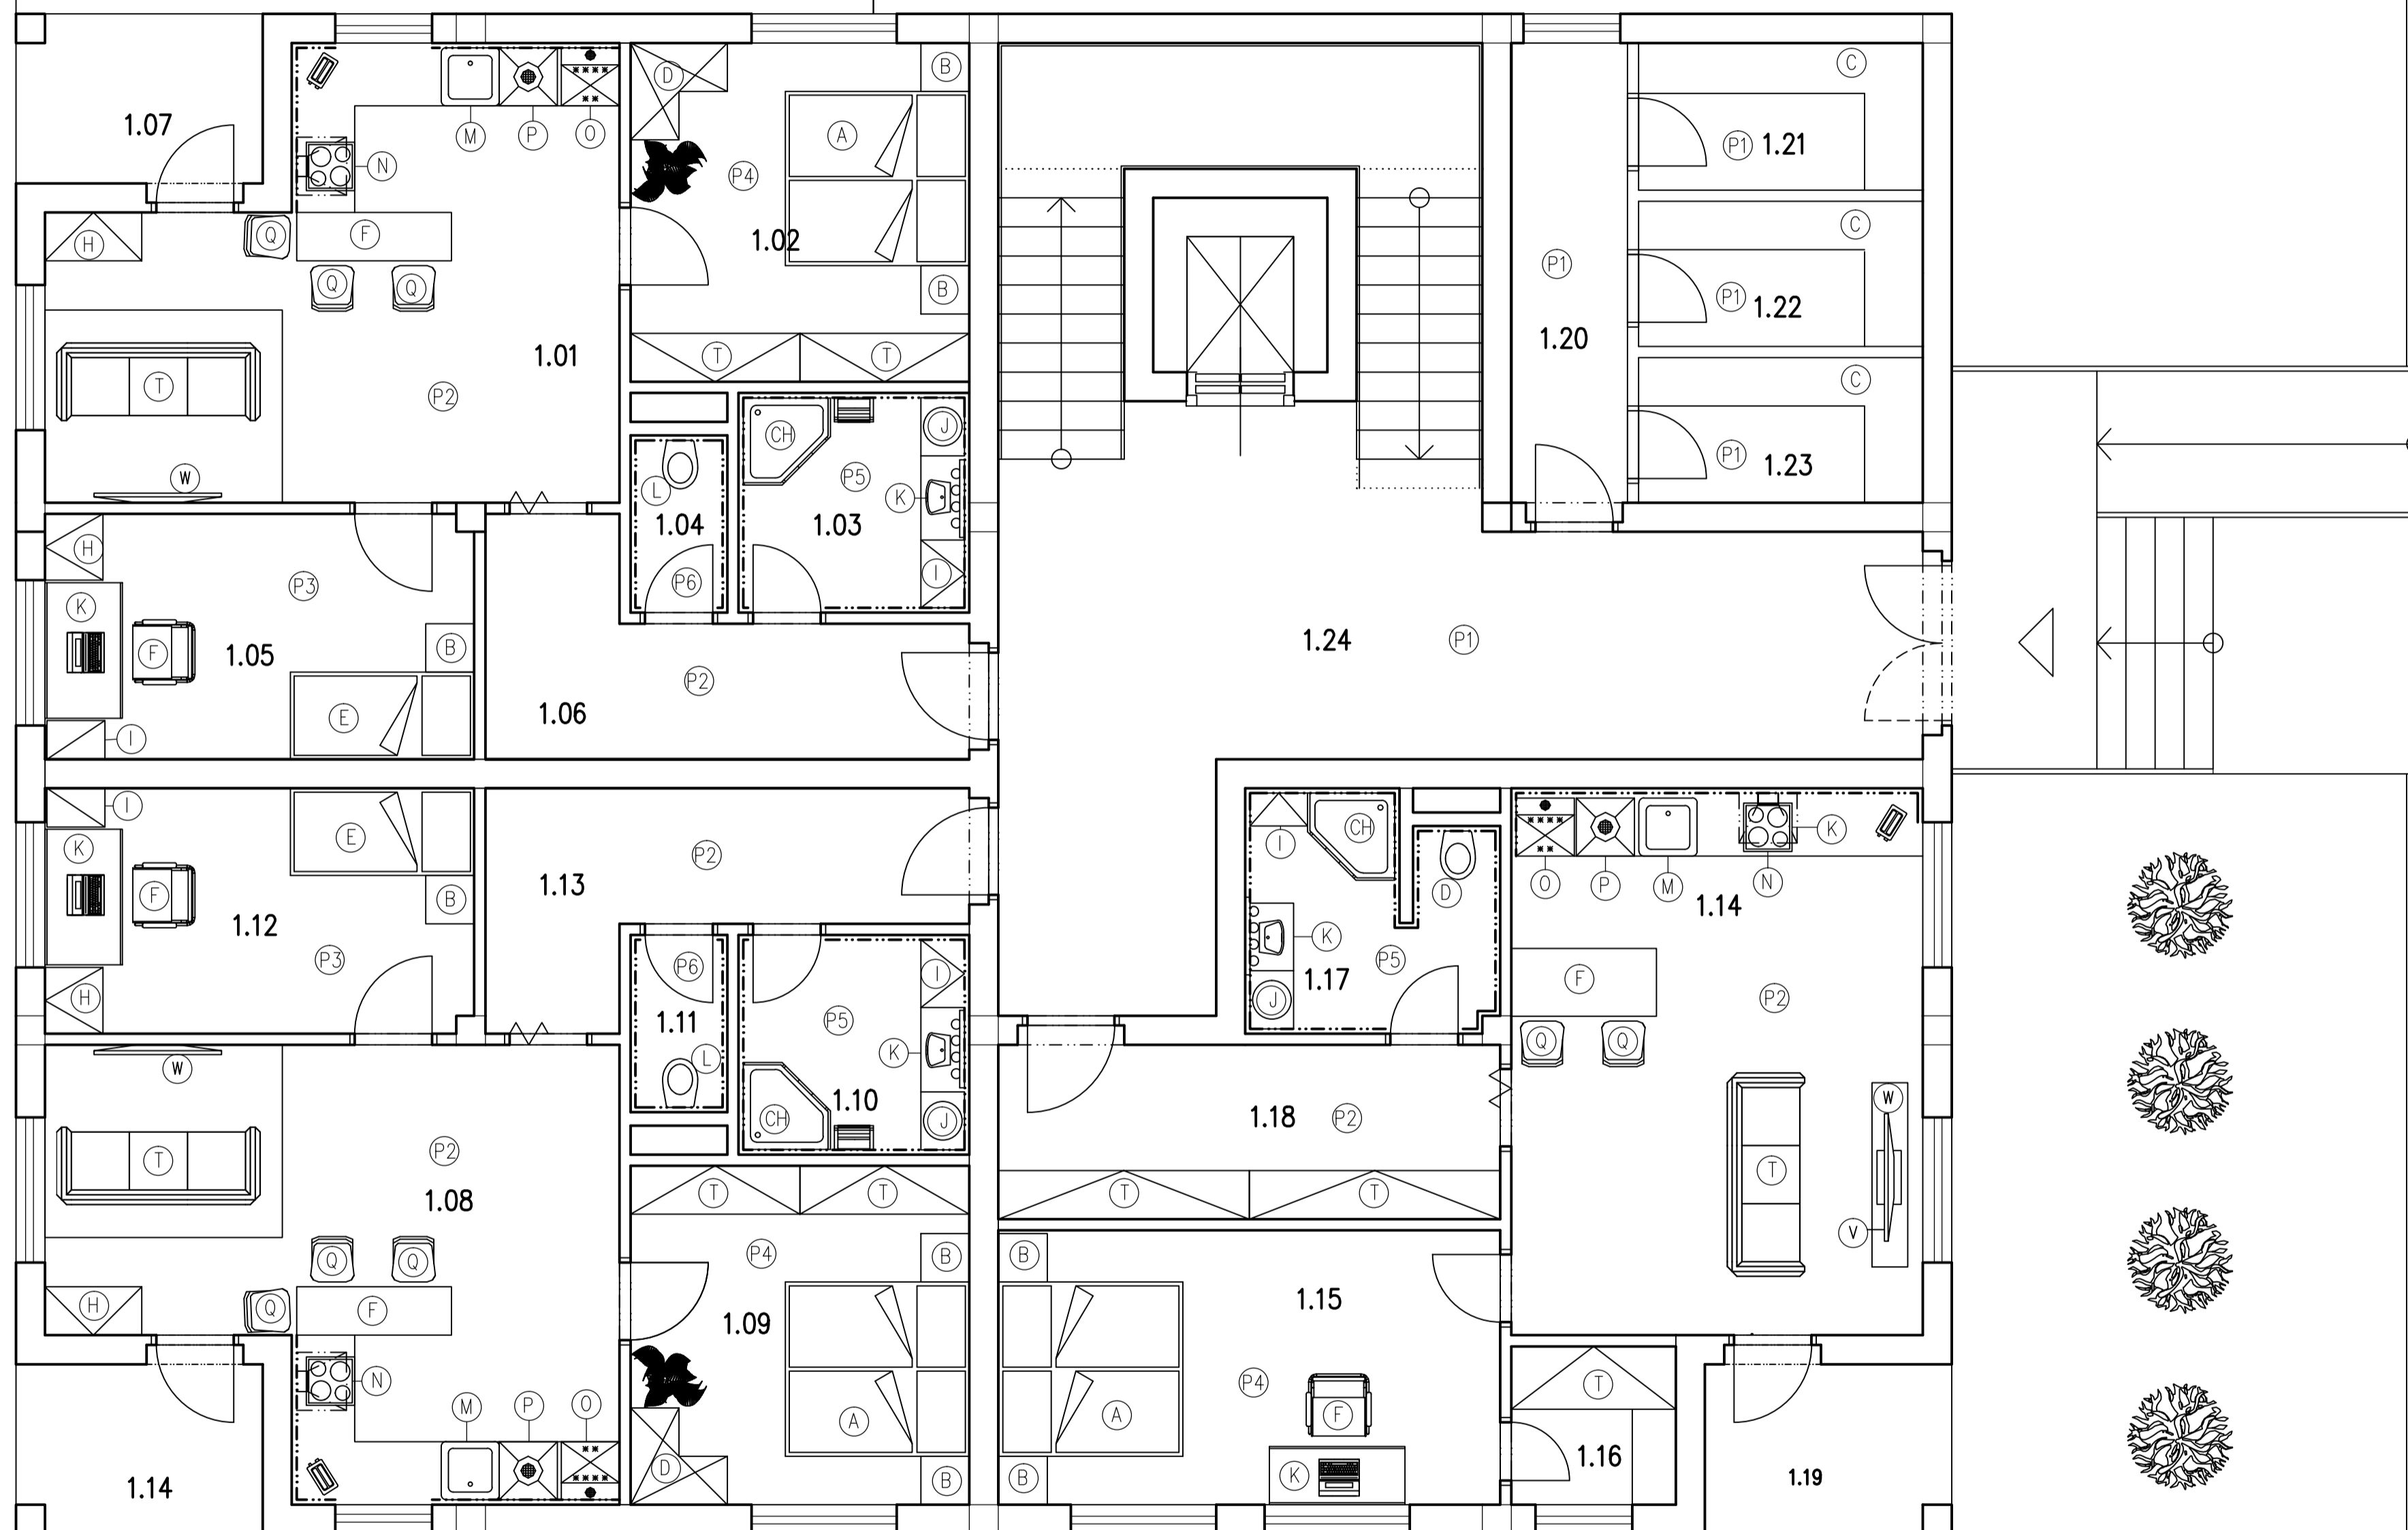 B
C
D
1.07
M
P
O
A
P1 1.21
N
P4
H
Q
F
1.02
C
Q
Q
B
P1
P1 1.22
1.20
1.01
T
T
T
P2
C
CH
J
W
P5
P1
1.23
L
K
1.04
1.03
H
P3
P6
I
K
F
1.05
B
1.24
P1
P2
1.06
E
I
I
E
K
P2
I
CH
K
F
1.12
B
1.13
D
O
P
M
N
1.14
K
P3
P6
I
P5
1.17
F
P2
H
1.11
P5
J
W
L
K
Q
Q
T
P2
CH
1.10
J
1.18
P2
W
1.08
T
T
T
T
T
V
Q
Q
P4
B
B
H
Q
F
1.09
1.15
N
P4
T
M
P
O
A
A
F
D
B
B
K
1.16
1.14
1.19